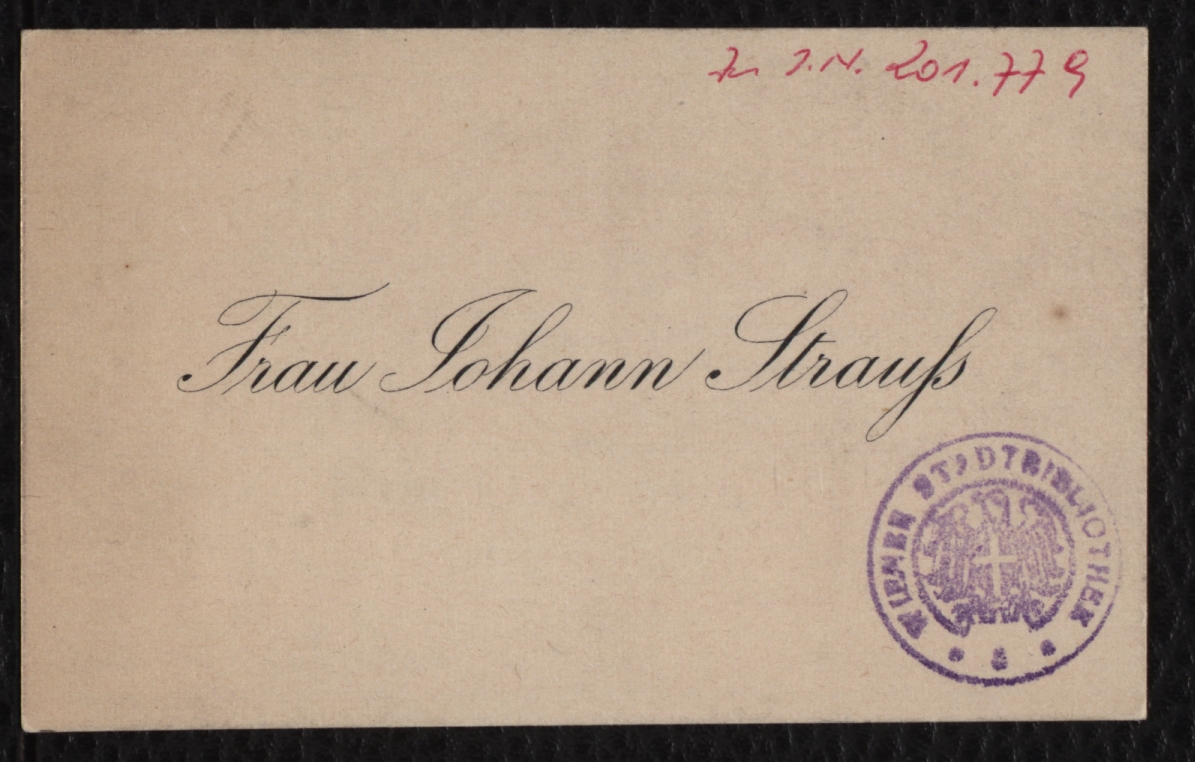 Zu I.N. 201.779
Frau Johann Strauſs
WIENER STADTBIBLIOTHEK